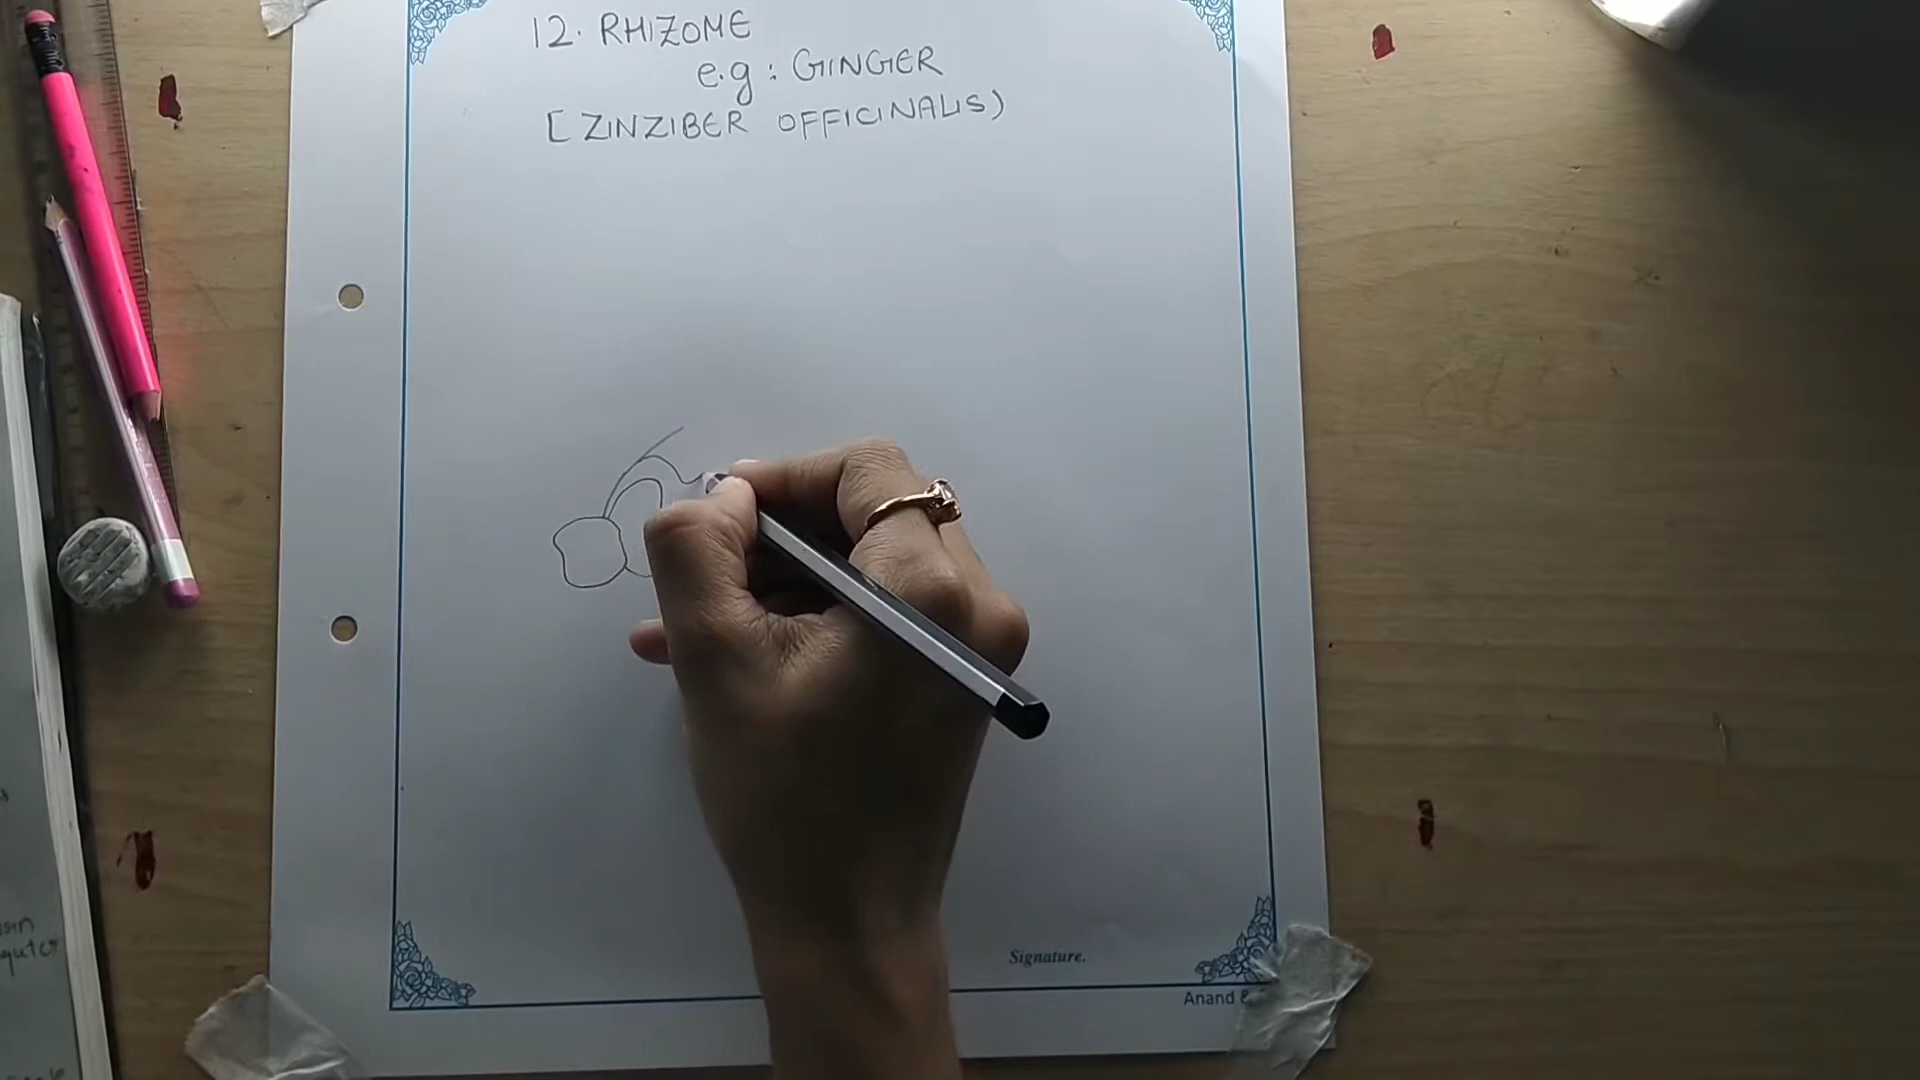 12. RHIZOME
e.g : GINGER
[ZINZIBER OFFICINALIS)
Signature.
Anand